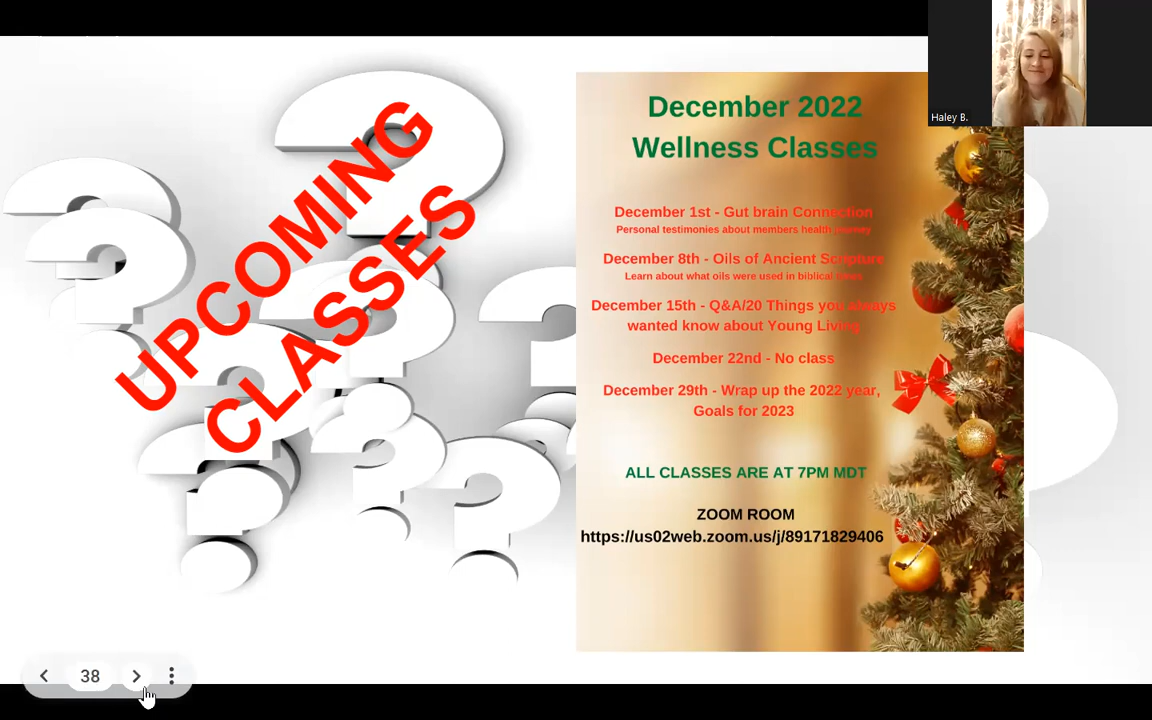 UPCOMING
CLASSES
December 2022
Wellness Classes
December 1st - Gut brain Connection
Personal testimonies about members health journey
December 8th - Oils of Ancient Scripture
Learn about what oils were used in biblical times
December 15th - Q&A/20 Things you always
wanted know about Young Living
December 22nd - No class
December 29th - Wrap up the 2022 year,
Goals for 2023
ALL CLASSES ARE AT 7PM MDT
ZOOM ROOM
https://us02web.zoom.us/j/89171829406
Haley B.
38